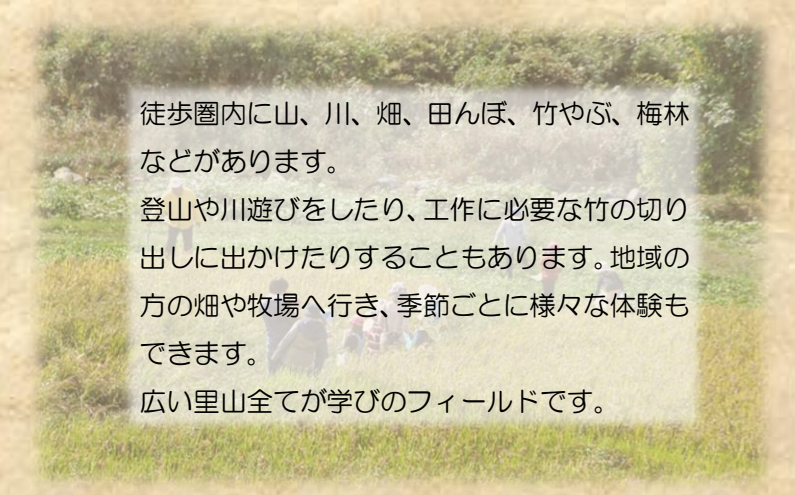 徒歩圏内に山、川、畑、田んぼ、竹やぶ、梅林
などがあります。
登山や川遊びをしたり、工作に必要な竹の切り
出しに出かけたりすることもあります。地域の
方の畑や牧場へ行き、季節ごとに様々な体験も
できます。
広い里山全てが学びのフィールドです。